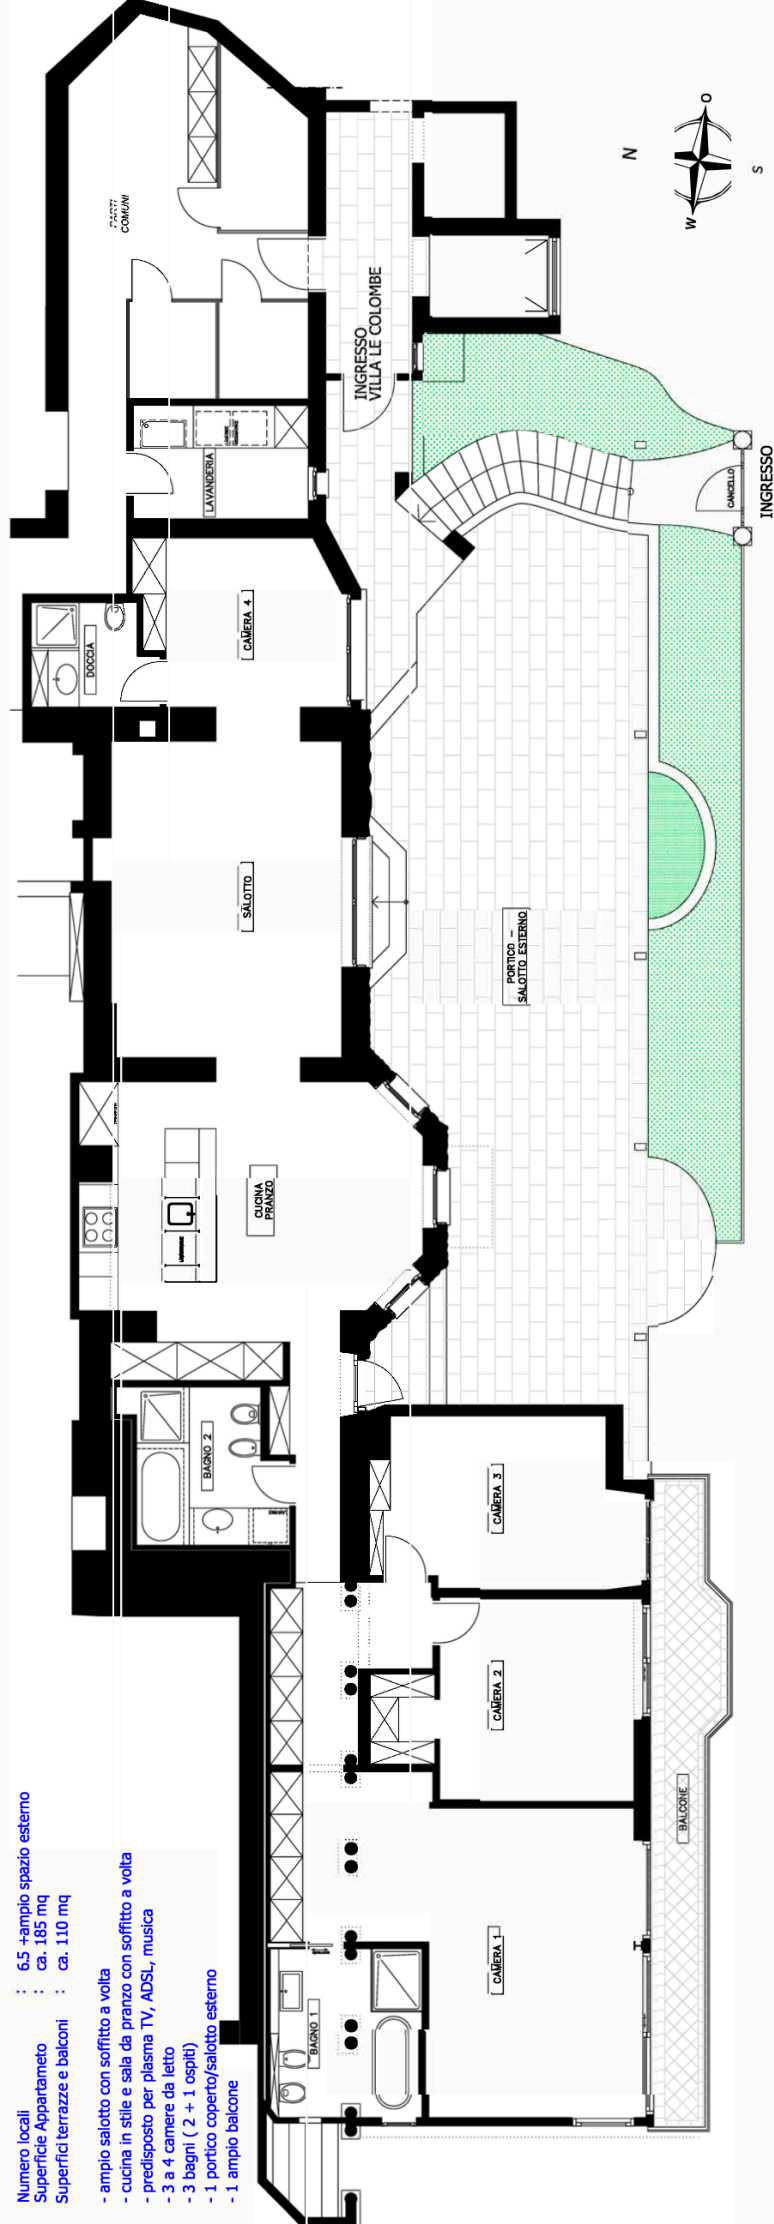 Numero locali : 6.5 +ampio spazio esterno
Superficie Appartameto : ca. 185 mq
Superfici terrazze e balconi : ca. 110 mq
- ampio salotto con soffitto a volta
- cucina in stile e sala da pranzo con soffitto a volta
- predisposto per plasma TV, ADSL, musica
- 3 a 4 camere da letto
- 3 bagni ( 2 + 1 ospiti)
- 1 portico coperto/salotto esterno
- 1 ampio balcone
BAGNO 1
CAMERA 1
BALCONE
CAMERA 2
CAMERA 3
BAGNO 2
CUCINA
PRANZO
SALOTTO
PORTICO –
SALOTTO ESTERNO
DOCCIA
CAMERA 4
LAVANDERIA
PARTI
COMUNI
INGRESSO
VILLA LE COLOMBE
CANCELLO
INGRESSO
N
O
S
W